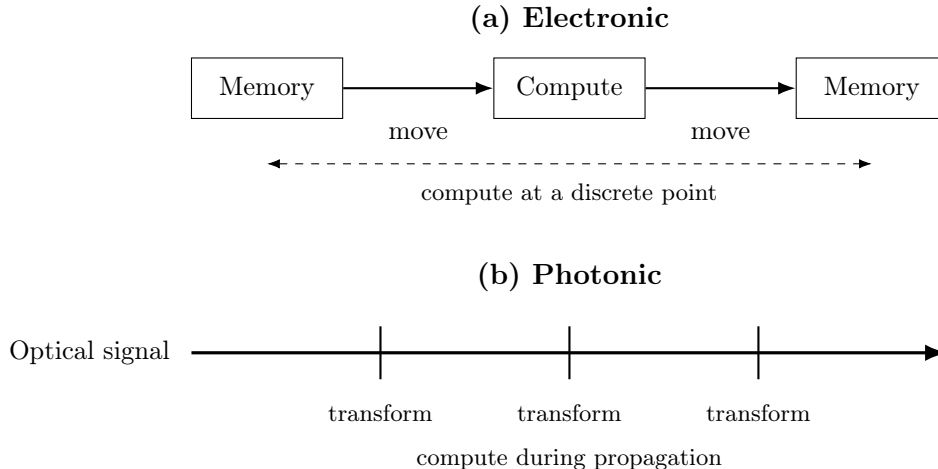 (a) Electronic
Memory Compute Memory
move move
compute at a discrete point
(b) Photonic
Optical signal
transform transform transform
compute during propagation